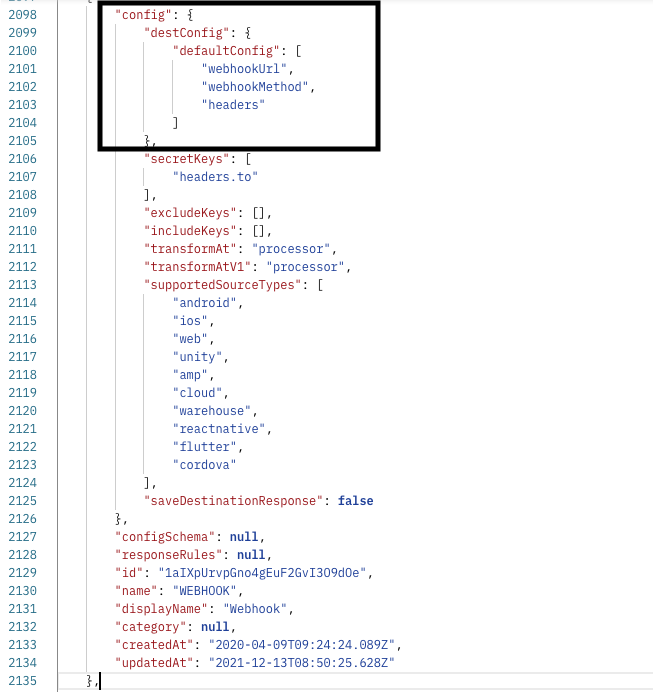 2098 "config": {
2099 "destConfig": {
2100 "defaultConfig": [
2101 "webhookUrl",
2102 "webhookMethod",
2103 "headers"
2104 ]
2105 },
2106 "secretKeys": [
2107 "headers.to"
2108 ],
2109 "excludeKeys": [],
2110 "includeKeys": [],
2111 "transformAt": "processor",
2112 "transformAtV1": "processor",
2113 "supportedSourceTypes": [
2114 "android",
2115 "ios",
2116 "web",
2117 "unity",
2118 "amp",
2119 "cloud",
2120 "warehouse",
2121 "reactnative",
2122 "flutter",
2123 "cordova"
2124 ],
2125 "saveDestinationResponse": false
2126 },
2127 "configSchema": null,
2128 "responseRules": null,
2129 "id": "1aIXpUrvpGno4gEuF2GvI3O9dOe",
2130 "name": "WEBHOOK",
2131 "displayName": "Webhook",
2132 "category": null,
2133 "createdAt": "2020-04-09T09:24:24.089Z",
2134 "updatedAt": "2021-12-13T08:50:25.628Z"
2135 },